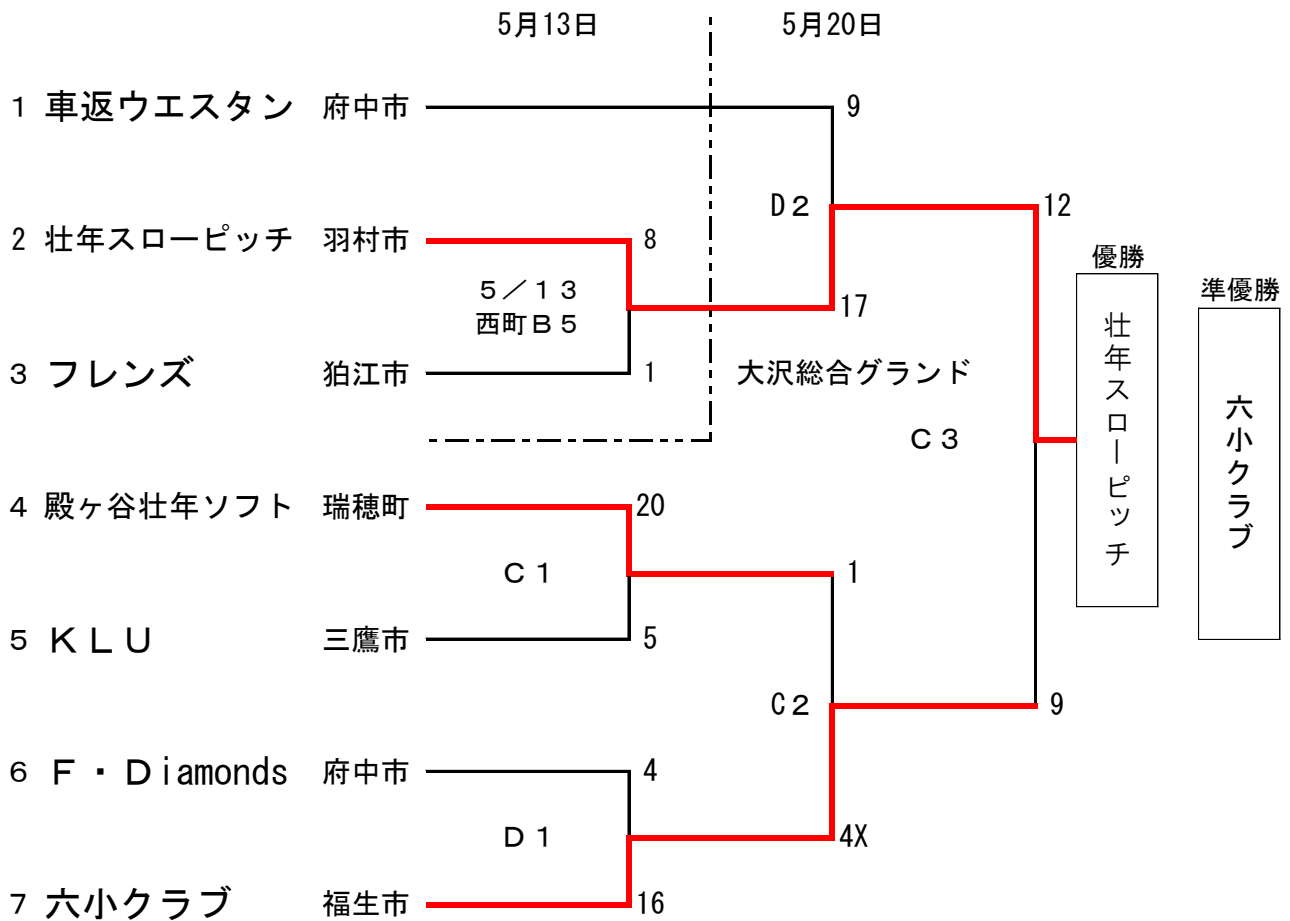 5月13日 5月20日
1 車返ウエスタン 府中市 9
D2 12
2 壮年スローピッチ 羽村市 8
優勝
準優勝
5/13
西町B5
17
壮年スローピッチ
3 フレンズ 狛江市 1
大沢総合グランド
六小クラブ
C3
4 殿ヶ谷壮年ソフト 瑞穂町 20
C1 1
5 KLU 三鷹市 5
C2 9
6 F・Diamonds 府中市 4
D1 4X
7 六小クラブ 福生市 16